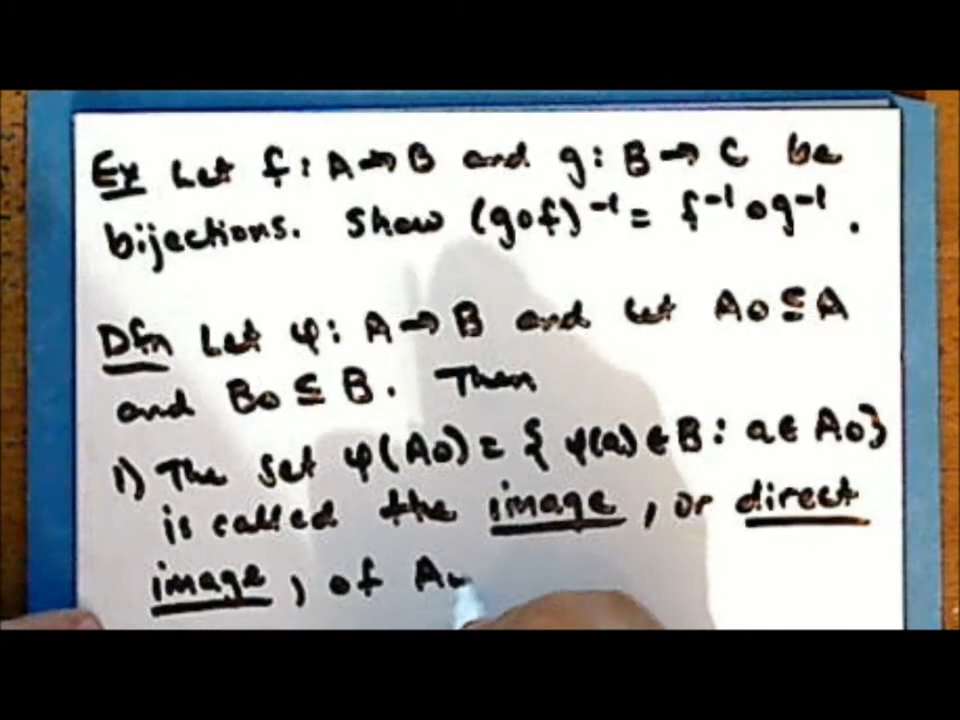 Ex Let f : A → B and g : B → C be
bijections. Show (g∘f)⁻¹ = f⁻¹∘g⁻¹.
Dfn Let φ : A → B and let A₀ ⊆ A
and B₀ ⊆ B. Then
1) The set φ(A₀) = { φ(a) ∈ B : a ∈ A₀}
is called the image, or direct
image, of A₀